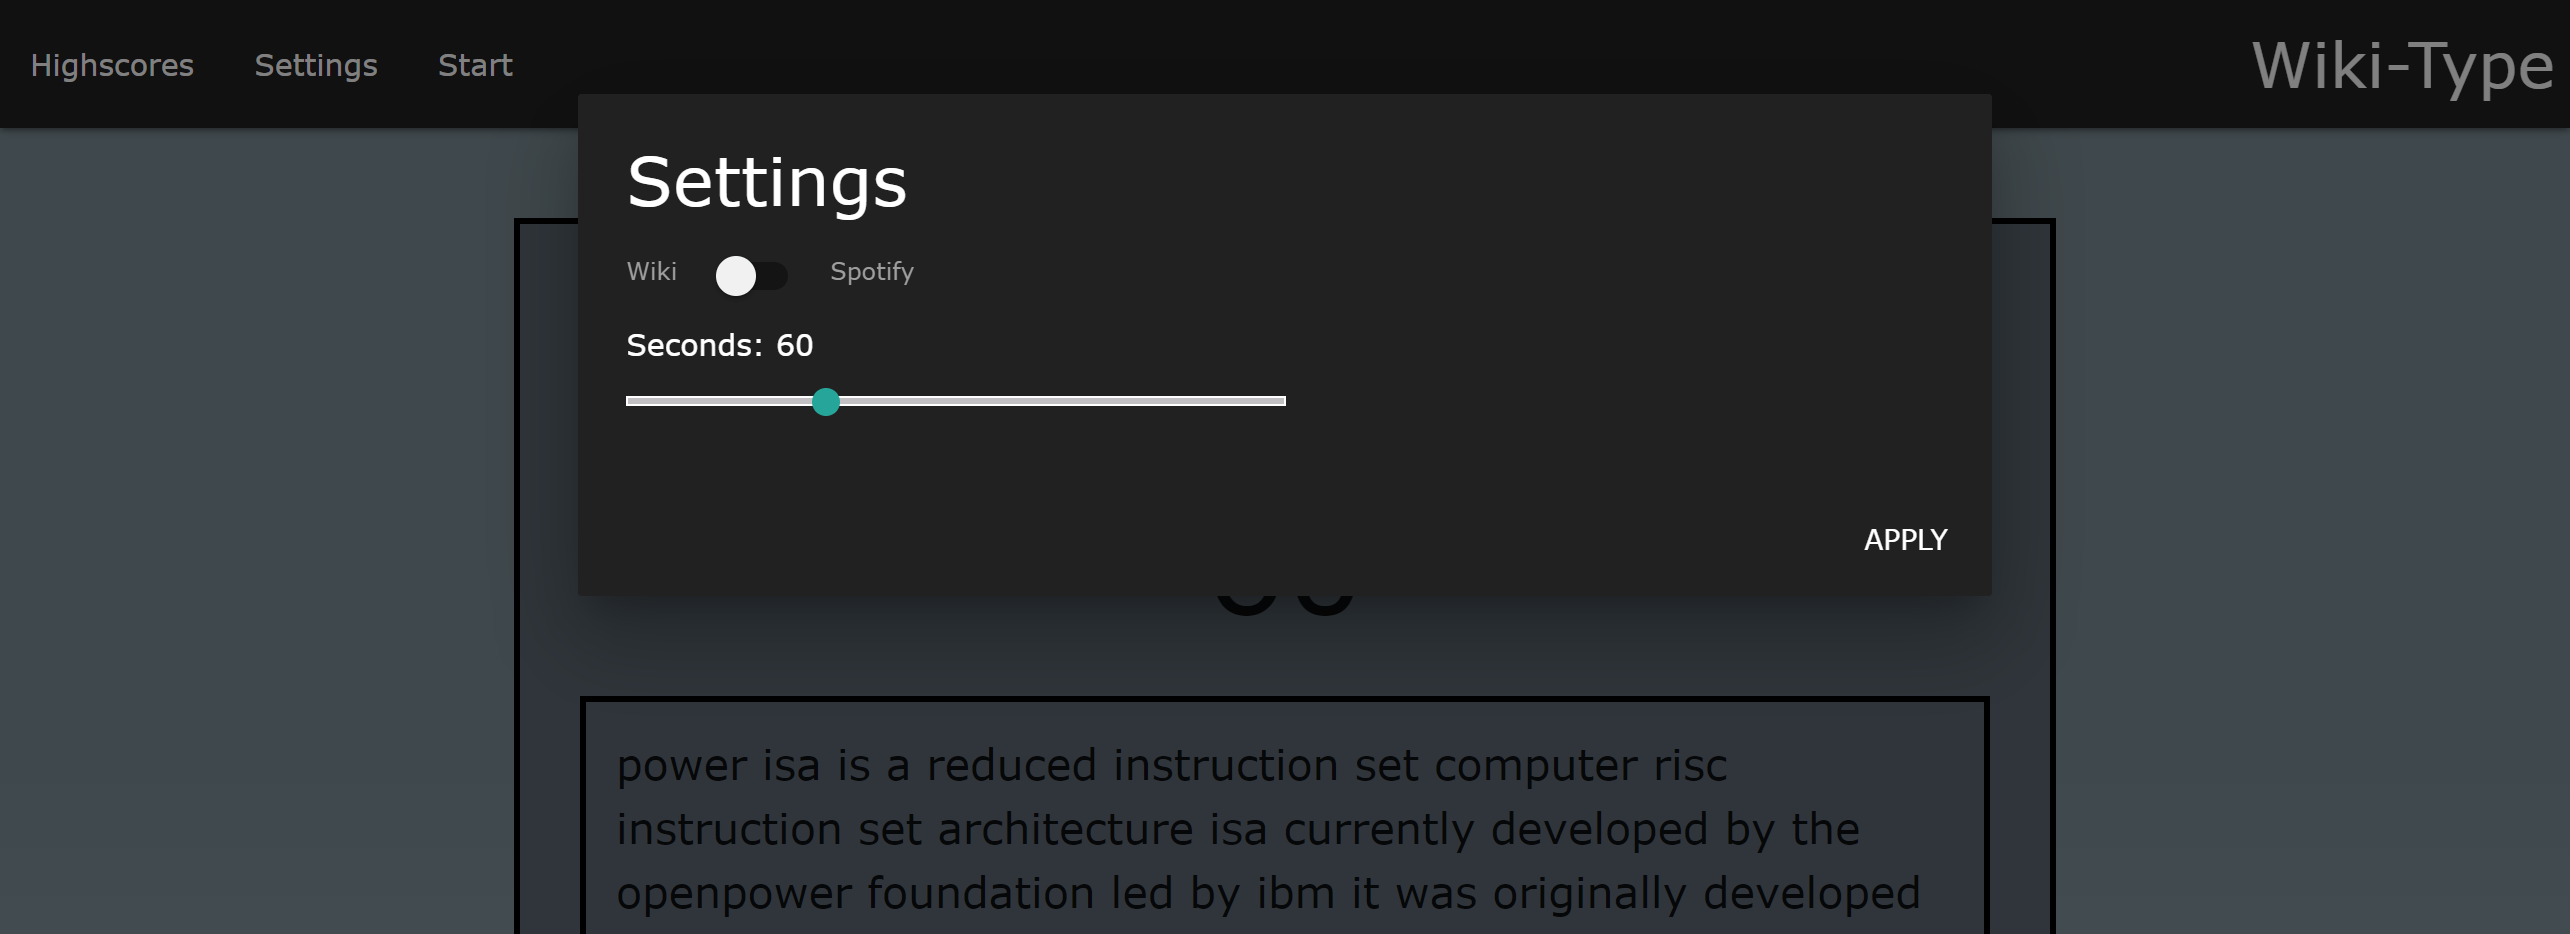 Highscores Settings Start Wiki-Type
Settings
Wiki Spotify
Seconds: 60
APPLY
power isa is a reduced instruction set computer risc
instruction set architecture isa currently developed by the
openpower foundation led by ibm it was originally developed